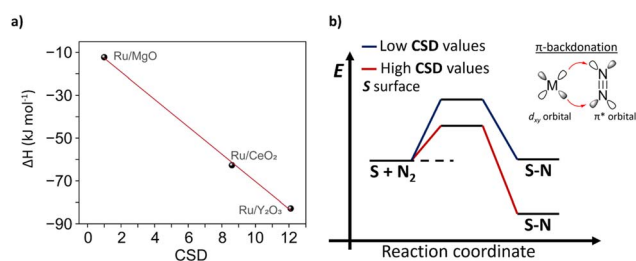 a)
−10
−30
−50
−70
−90
ΔH (kJ mol⁻¹)
Ru/MgO
Ru/CeO₂
Ru/Y₂O₃
0 2 4 6 8 10 12
CSD
b)
E
Low CSD values
High CSD values
S surface
π-backdonation
M
N
N
dxy orbital π* orbital
S + N₂
S-N
S-N
Reaction coordinate